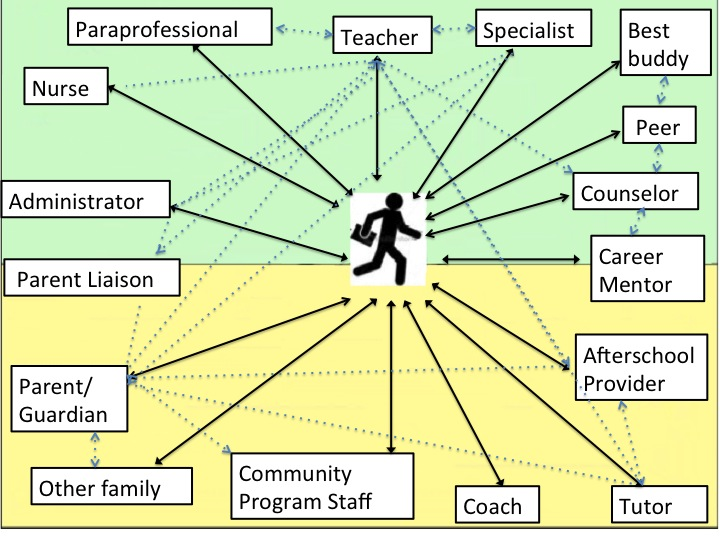 Paraprofessional
Teacher
Specialist
Best
buddy
Nurse
Peer
Administrator
Counselor
Parent Liaison
Career
Mentor
Parent/
Guardian
Afterschool
Provider
Other family
Community
Program Staff
Coach
Tutor